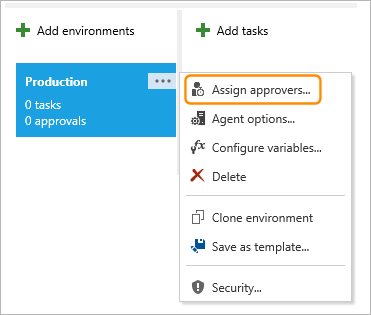 Add environments
Add tasks
Production
0 tasks
0 approvals
Assign approvers...
Agent options...
Configure variables...
Delete
Clone environment
Save as template...
Security...